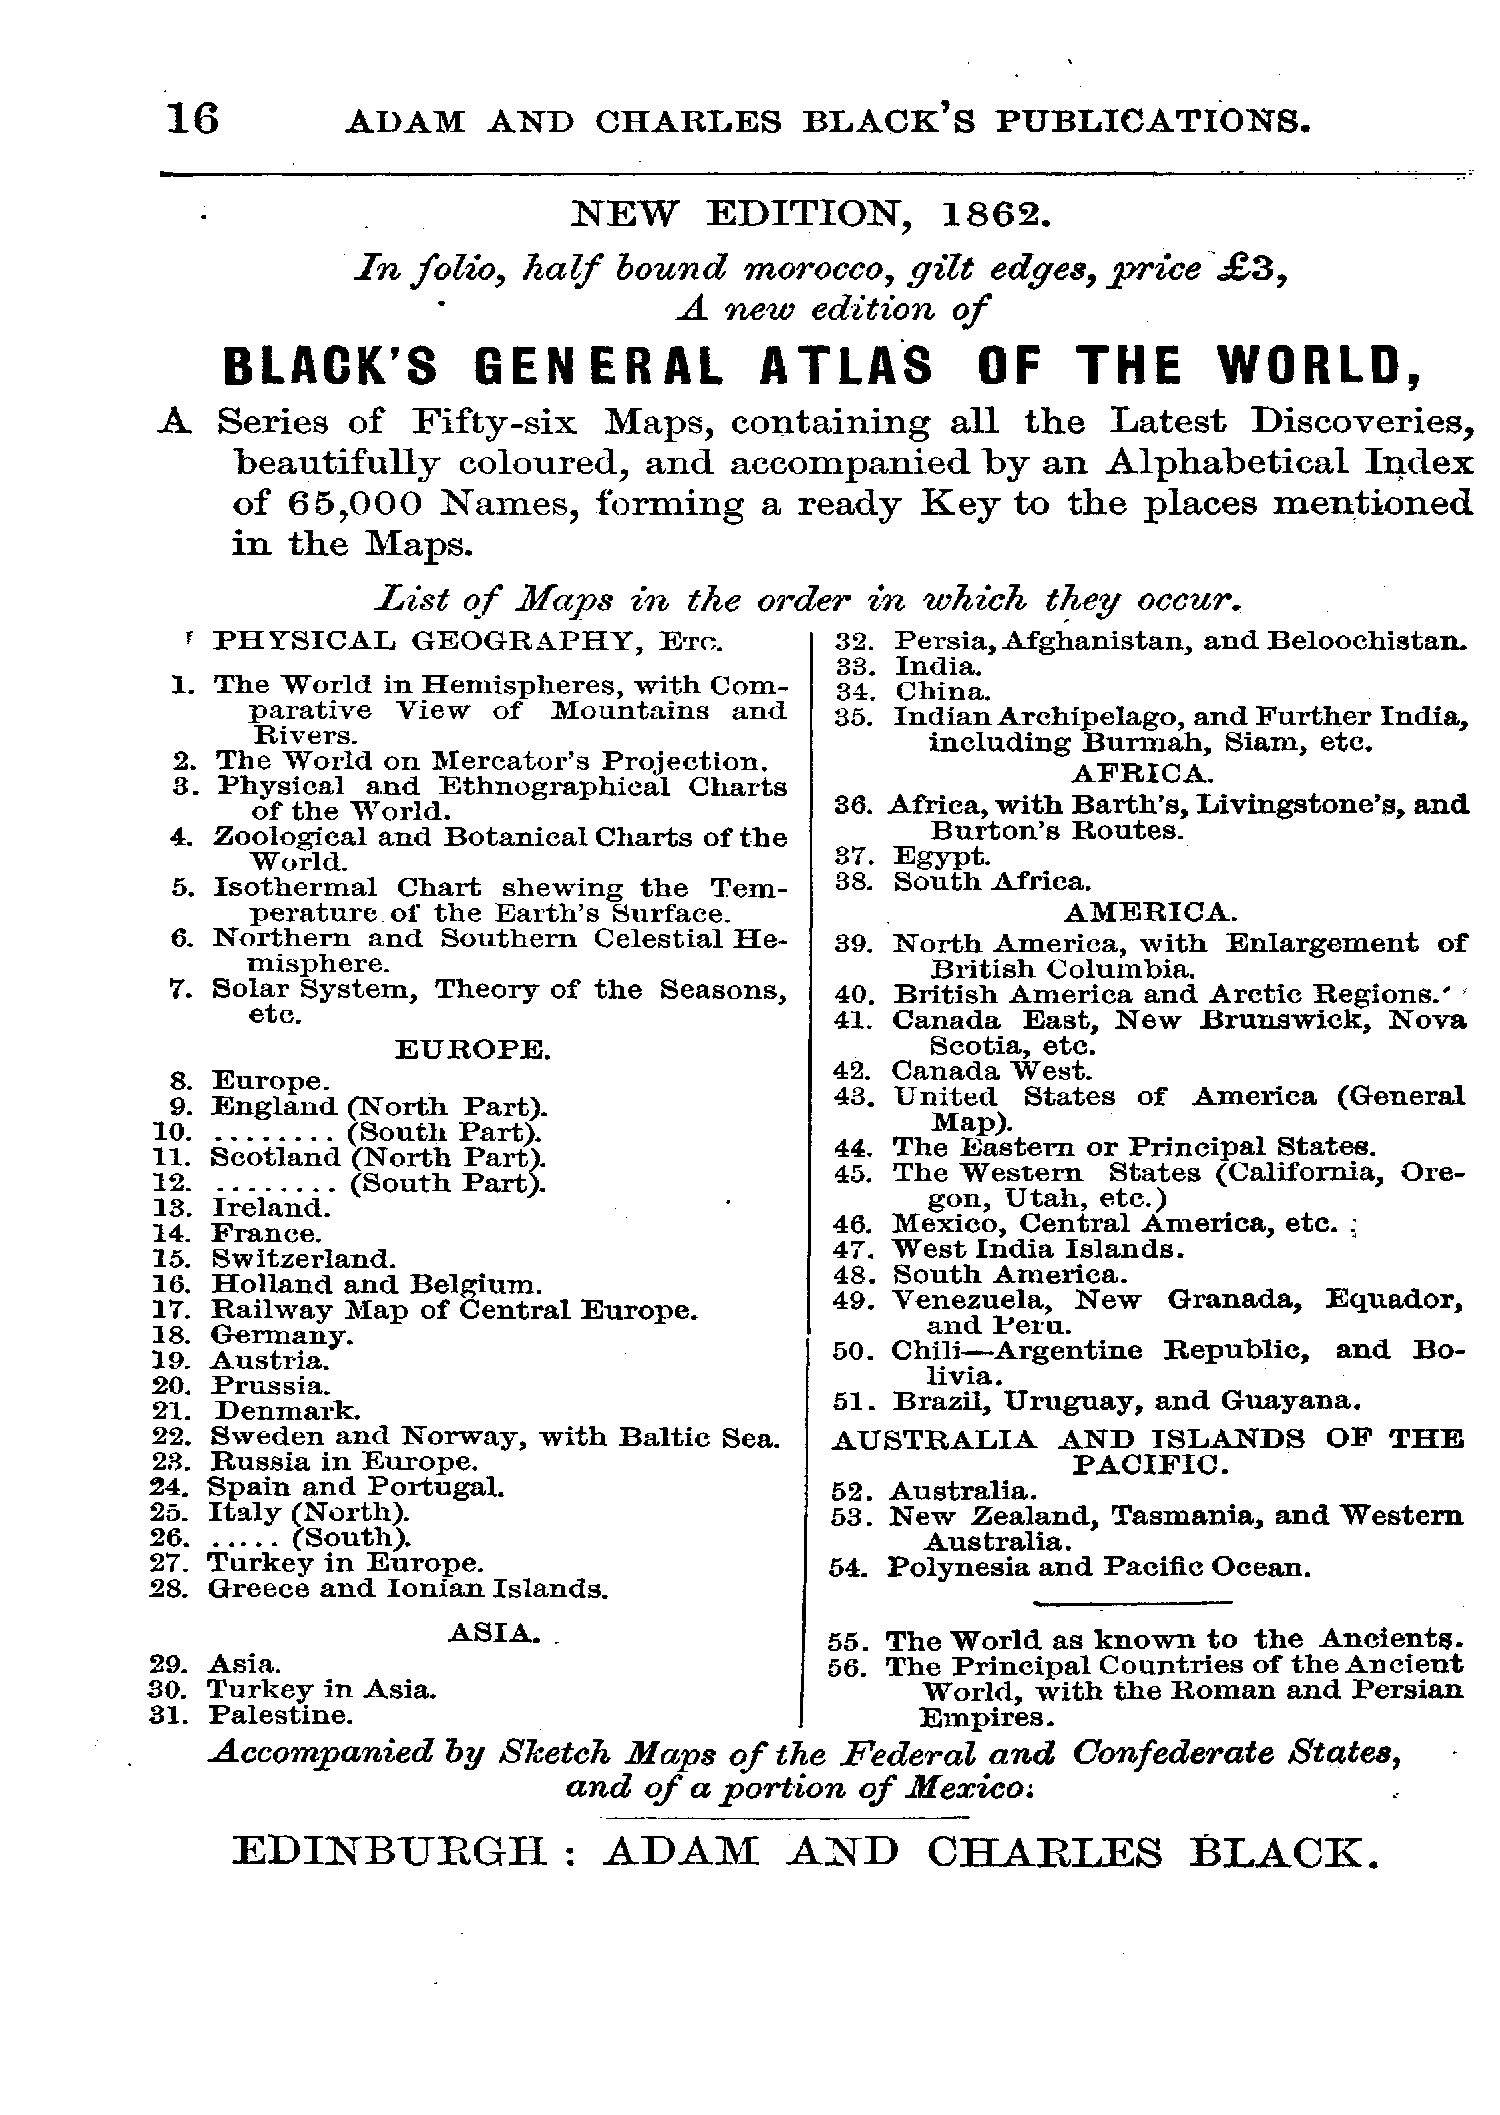 16 ADAM AND CHARLES BLACK'S PUBLICATIONS.
NEW EDITION, 1862.
In folio, half bound morocco, gilt edges, price £3,
A new edition of
BLACK'S GENERAL ATLAS OF THE WORLD,
A Series of Fifty-six Maps, containing all the Latest Discoveries,
beautifully coloured, and accompanied by an Alphabetical Index
of 65,000 Names, forming a ready Key to the places mentioned
in the Maps.
List of Maps in the order in which they occur.
PHYSICAL GEOGRAPHY, ETC.
1. The World in Hemispheres, with Com-
parative View of Mountains and
Rivers.
2. The World on Mercator's Projection.
3. Physical and Ethnographical Charts
of the World.
4. Zoological and Botanical Charts of the
World.
5. Isothermal Chart shewing the Tem-
perature of the Earth's Surface.
6. Northern and Southern Celestial He-
misphere.
7. Solar System, Theory of the Seasons,
etc.
EUROPE.
8. Europe.
9. England (North Part).
10. ........ (South Part).
11. Scotland (North Part).
12. ........ (South Part).
13. Ireland.
14. France.
15. Switzerland.
16. Holland and Belgium.
17. Railway Map of Central Europe.
18. Germany.
19. Austria.
20. Prussia.
21. Denmark.
22. Sweden and Norway, with Baltic Sea.
23. Russia in Europe.
24. Spain and Portugal.
25. Italy (North).
26. ..... (South).
27. Turkey in Europe.
28. Greece and Ionian Islands.
ASIA.
29. Asia.
30. Turkey in Asia.
31. Palestine.
32. Persia, Afghanistan, and Beloochistan.
33. India.
34. China.
35. Indian Archipelago, and Further India,
including Burmah, Siam, etc.
AFRICA.
36. Africa, with Barth's, Livingstone's, and
Burton's Routes.
37. Egypt.
38. South Africa.
AMERICA.
39. North America, with Enlargement of
British Columbia.
40. British America and Arctic Regions.
41. Canada East, New Brunswick, Nova
Scotia, etc.
42. Canada West.
43. United States of America (General
Map).
44. The Eastern or Principal States.
45. The Western States (California, Ore-
gon, Utah, etc.)
46. Mexico, Central America, etc.
47. West India Islands.
48. South America.
49. Venezuela, New Granada, Equador,
and Peru.
50. Chili—Argentine Republic, and Bo-
livia.
51. Brazil, Uruguay, and Guayana.
AUSTRALIA AND ISLANDS OF THE
PACIFIC.
52. Australia.
53. New Zealand, Tasmania, and Western
Australia.
54. Polynesia and Pacific Ocean.
55. The World as known to the Ancients.
56. The Principal Countries of the Ancient
World, with the Roman and Persian
Empires.
Accompanied by Sketch Maps of the Federal and Confederate States,
and of a portion of Mexico.
EDINBURGH: ADAM AND CHARLES BLACK.